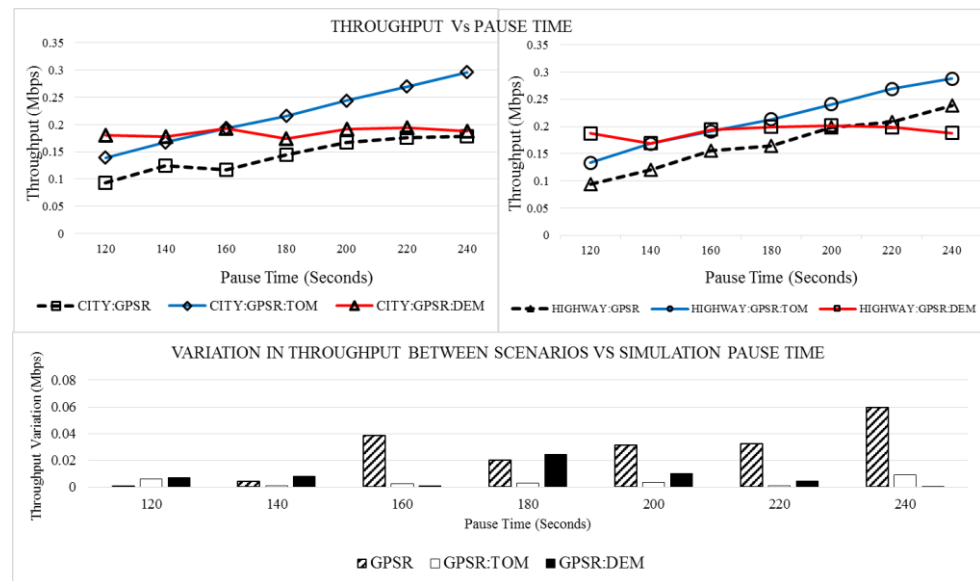 THROUGHPUT Vs PAUSE TIME
Throughput (Mbps)
0.35
0.3
0.25
0.2
0.15
0.1
0.05
0
120 140 160 180 200 220 240
Pause Time (Seconds)
CITY:GPSR CITY:GPSR:TOM CITY:GPSR:DEM
Throughput (Mbps)
0.35
0.3
0.25
0.2
0.15
0.1
0.05
0
120 140 160 180 200 220 240
Pause Time (Seconds)
HIGHWAY:GPSR HIGHWAY:GPSR:TOM HIGHWAY:GPSR:DEM
VARIATION IN THROUGHPUT BETWEEN SCENARIOS VS SIMULATION PAUSE TIME
Throughput Variation (Mbps)
0.08
0.06
0.04
0.02
0
120 140 160 180 200 220 240
Pause Time (Seconds)
GPSR GPSR:TOM GPSR:DEM